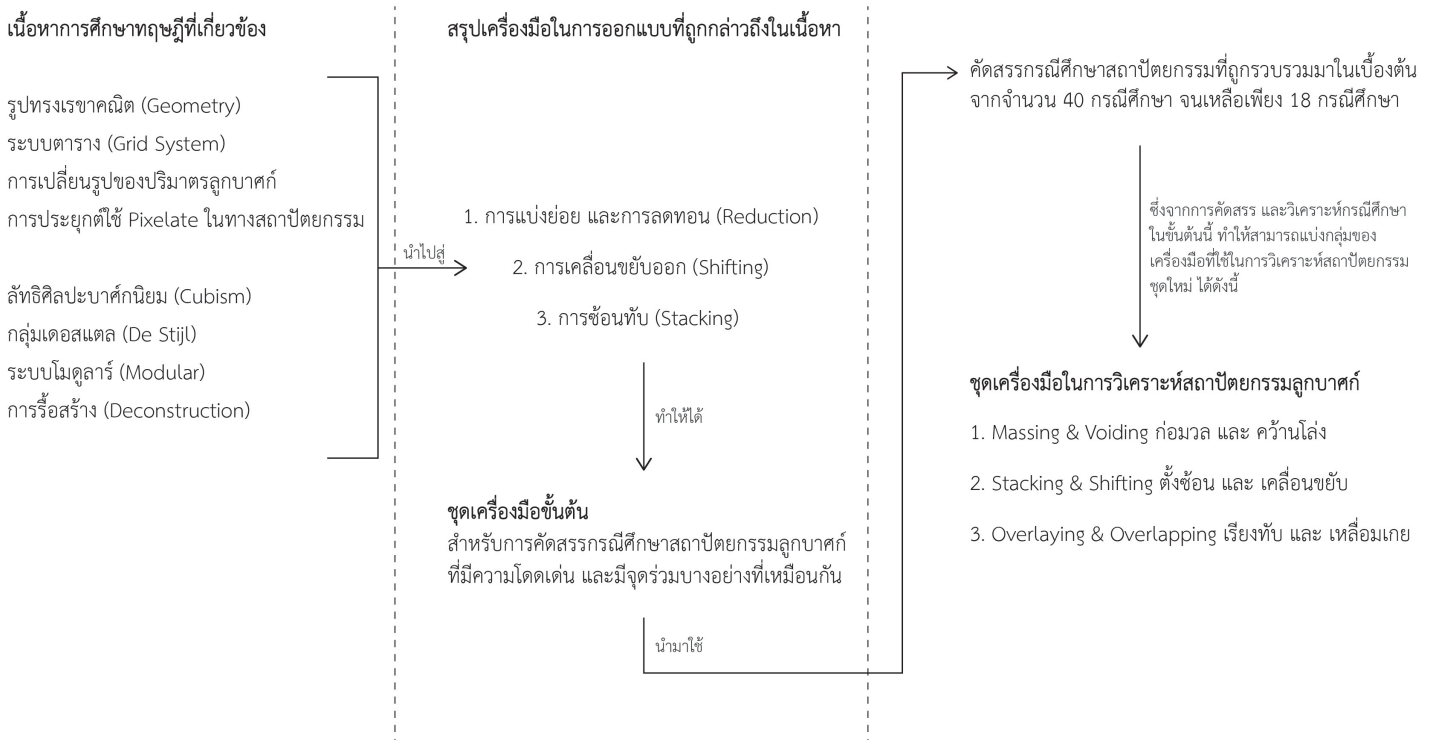 เนื้อหาการศึกษาทฤษฎีที่เกี่ยวข้อง
รูปทรงเรขาคณิต (Geometry)
ระบบตาราง (Grid System)
การเปลี่ยนรูปของปริมาตรลูกบาศก์
การประยุกต์ใช้ Pixelate ในทางสถาปัตยกรรม
ลัทธิศิลปะบาศก์นิยม (Cubism)
กลุ่มเดอสแตล (De Stijl)
ระบบโมดูลาร์ (Modular)
การรื้อสร้าง (Deconstruction)
นำไปสู่
สรุปเครื่องมือในการออกแบบที่ถูกกล่าวถึงในเนื้อหา
1. การแบ่งย่อย และการลดทอน (Reduction)
2. การเคลื่อนขยับออก (Shifting)
3. การซ้อนทับ (Stacking)
ทำให้ได้
ชุดเครื่องมือขั้นต้น
สำหรับการคัดสรรกรณีศึกษาสถาปัตยกรรมลูกบาศก์
ที่มีความโดดเด่น และมีจุดร่วมบางอย่างที่เหมือนกัน
นำมาใช้
คัดสรรกรณีศึกษาสถาปัตยกรรมที่ถูกรวบรวมมาในเบื้องต้น
จากจำนวน 40 กรณีศึกษา จนเหลือเพียง 18 กรณีศึกษา
ซึ่งจากการคัดสรร และวิเคราะห์กรณีศึกษา
ในขั้นต้นนี้ ทำให้สามารถแบ่งกลุ่มของ
เครื่องมือที่ใช้ในการวิเคราะห์สถาปัตยกรรม
ชุดใหม่ ได้ดังนี้
ชุดเครื่องมือในการวิเคราะห์สถาปัตยกรรมลูกบาศก์
1. Massing & Voiding ก่อมวล และ คว้านโล่ง
2. Stacking & Shifting ตั้งซ้อน และ เคลื่อนขยับ
3. Overlaying & Overlapping เรียงทับ และ เหลื่อมเกย